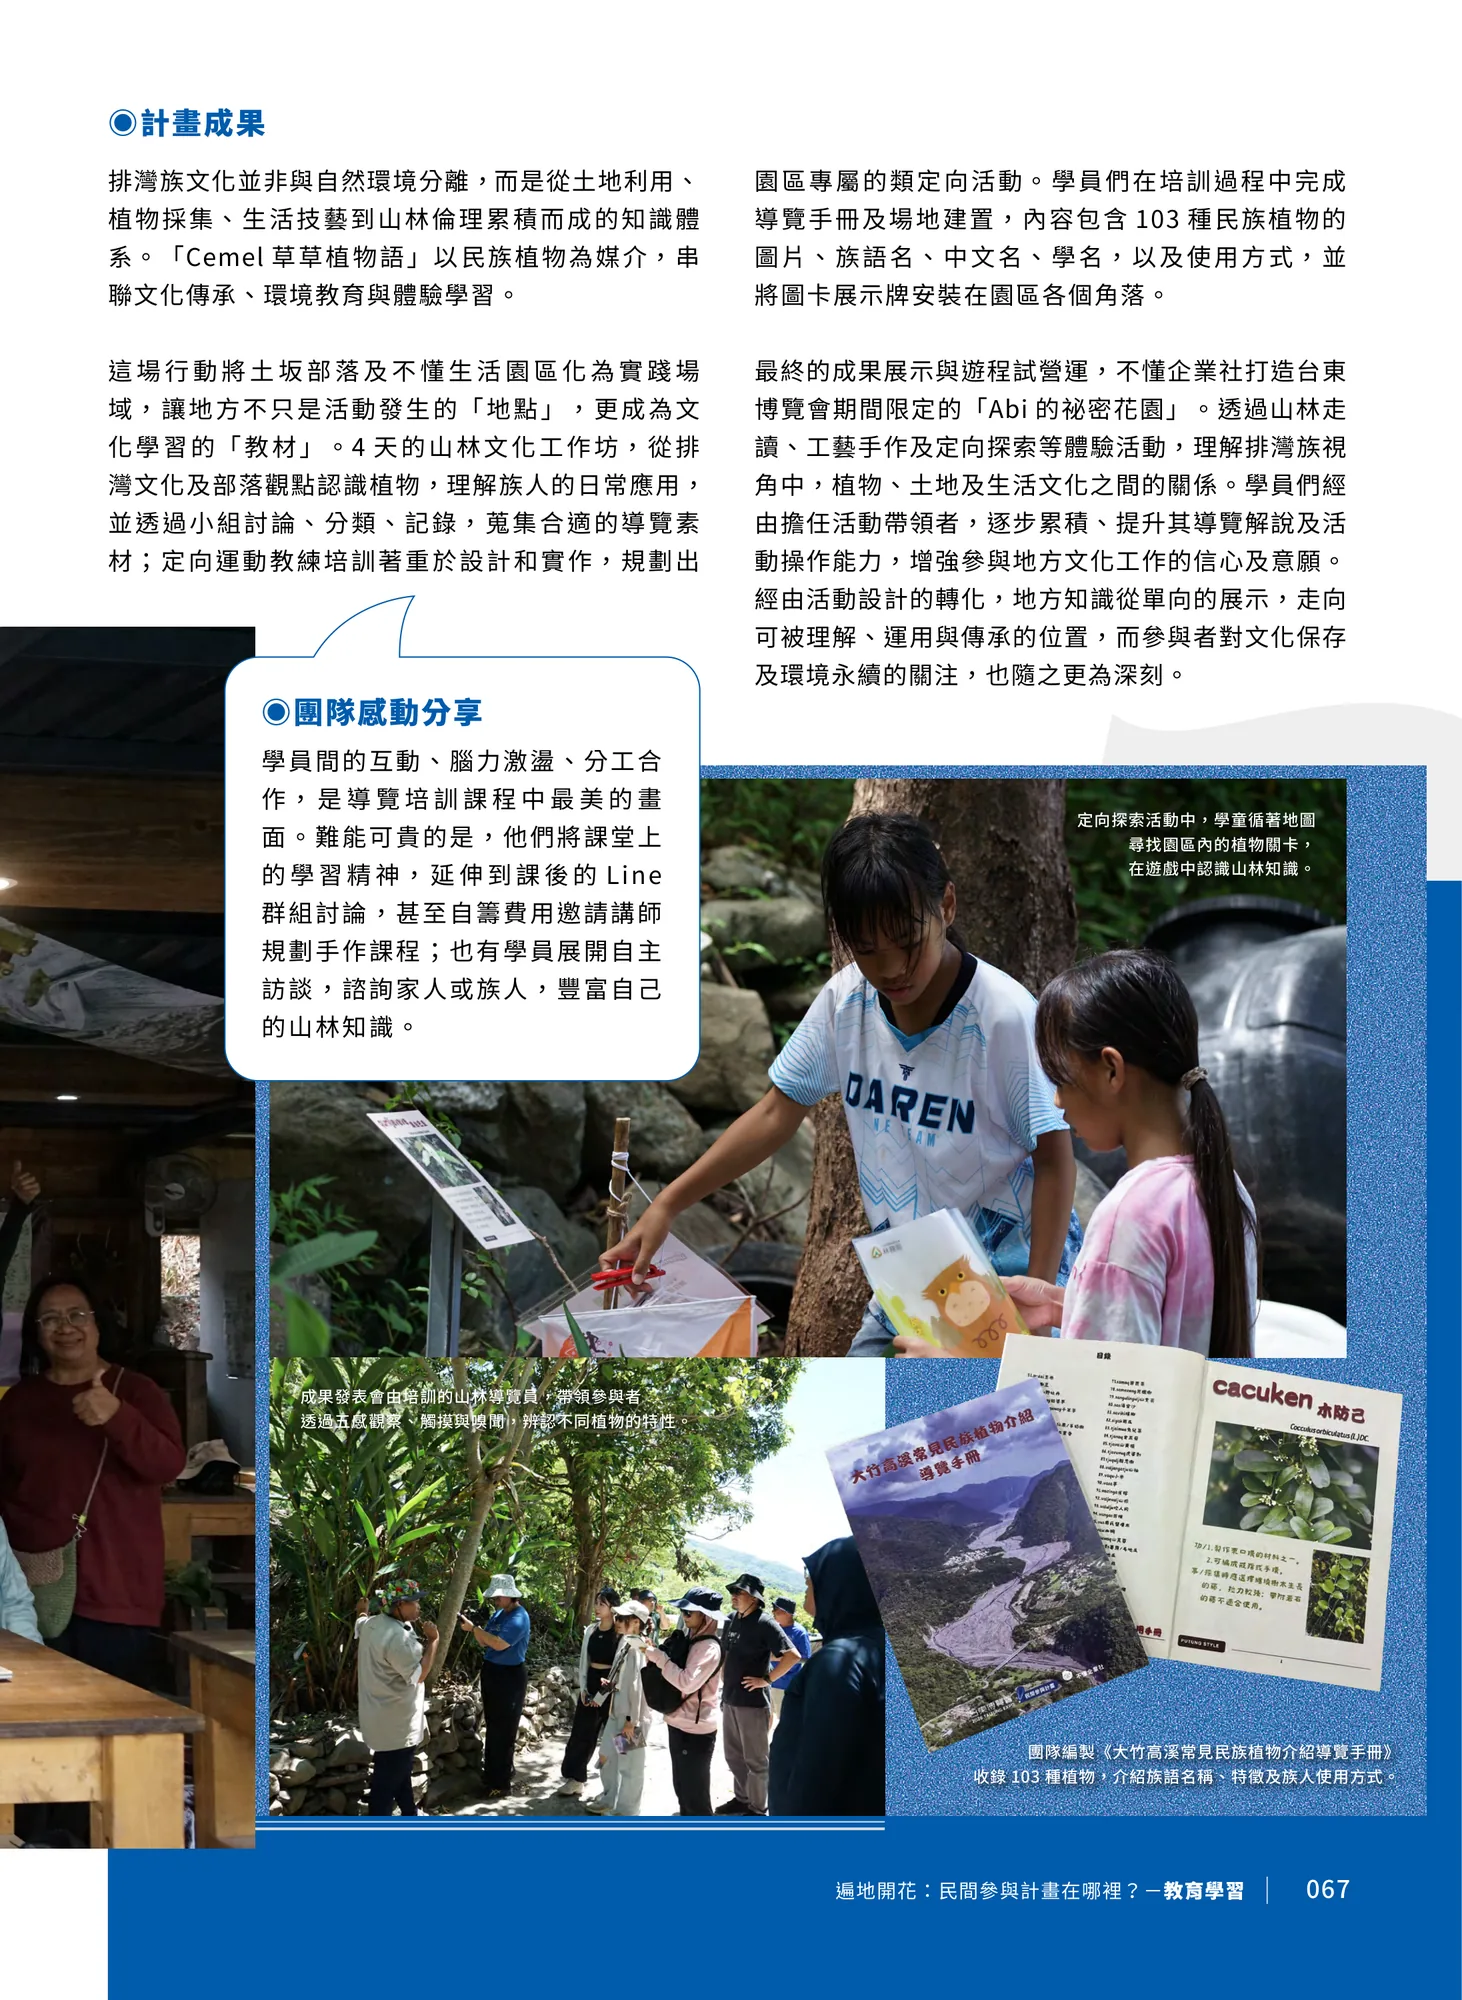 ◉計畫成果
排灣族文化並非與自然環境分離，而是從土地利用、
植物採集、生活技藝到山林倫理累積而成的知識體
系。「Cemel 草草植物語」以民族植物為媒介，串
聯文化傳承、環境教育與體驗學習。
這場行動將土坂部落及不懂生活園區化為實踐場
域，讓地方不只是活動發生的「地點」，更成為文
化學習的「教材」。4 天的山林文化工作坊，從排
灣文化及部落觀點認識植物，理解族人的日常應用，
並透過小組討論、分類、記錄，蒐集合適的導覽素
材；定向運動教練培訓著重於設計和實作，規劃出
園區專屬的類定向活動。學員們在培訓過程中完成
導覽手冊及場地建置，內容包含 103 種民族植物的
圖片、族語名、中文名、學名，以及使用方式，並
將圖卡展示牌安裝在園區各個角落。
最終的成果展示與遊程試營運，不懂企業社打造台東
博覽會期間限定的「Abi 的祕密花園」。透過山林走
讀、工藝手作及定向探索等體驗活動，理解排灣族視
角中，植物、土地及生活文化之間的關係。學員們經
由擔任活動帶領者，逐步累積、提升其導覽解說及活
動操作能力，增強參與地方文化工作的信心及意願。
經由活動設計的轉化，地方知識從單向的展示，走向
可被理解、運用與傳承的位置，而參與者對文化保存
及環境永續的關注，也隨之更為深刻。
◉團隊感動分享
學員間的互動、腦力激盪、分工合
作，是導覽培訓課程中最美的畫
面。難能可貴的是，他們將課堂上
的學習精神，延伸到課後的 Line
群組討論，甚至自籌費用邀請講師
規劃手作課程；也有學員展開自主
訪談，諮詢家人或族人，豐富自己
的山林知識。
定向探索活動中，學童循著地圖
尋找園區內的植物關卡，
在遊戲中認識山林知識。
DAREN
成果發表會由培訓的山林導覽員，帶領參與者
透過五感觀察、觸摸與嗅聞，辨認不同植物的特性。
大竹高溪常見民族植物介紹
導覽手冊
目錄
cacuken 木防己
Cocculus orbiculatus (L.) DC.
功/1.製作裹口嚼的材料之一。
FUTUNG STYLE
團隊編製《大竹高溪常見民族植物介紹導覽手冊》
收錄 103 種植物，介紹族語名稱、特徵及族人使用方式。
遍地開花：民間參與計畫在哪裡？－教育學習 067